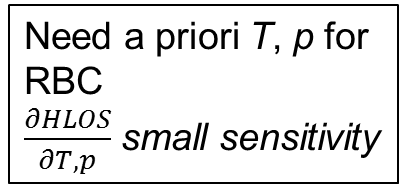 Need a priori T, p for
RBC
∂HLOS/∂T,p small sensitivity